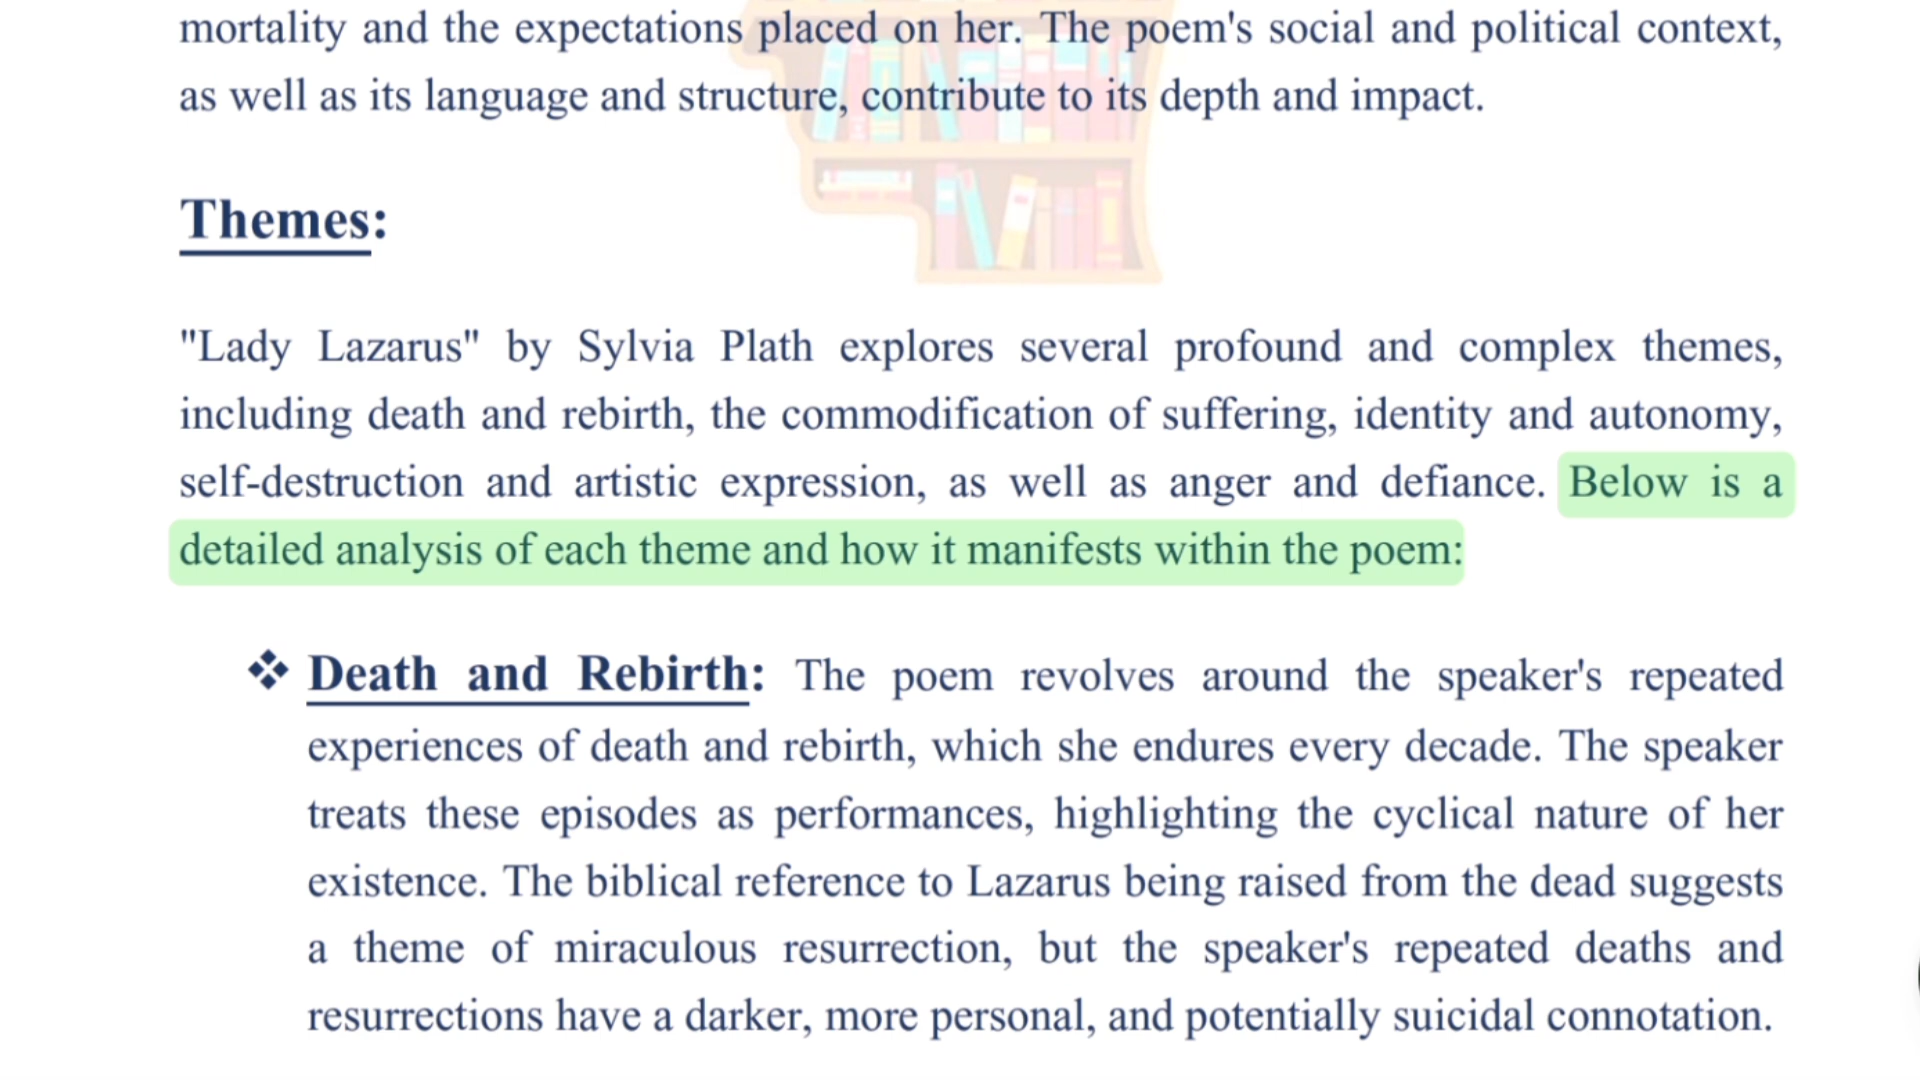 mortality and the expectations placed on her. The poem's social and political context,
as well as its language and structure, contribute to its depth and impact.
Themes:
"Lady Lazarus" by Sylvia Plath explores several profound and complex themes,
including death and rebirth, the commodification of suffering, identity and autonomy,
self-destruction and artistic expression, as well as anger and defiance. Below is a
detailed analysis of each theme and how it manifests within the poem:
❖ Death and Rebirth: The poem revolves around the speaker's repeated
experiences of death and rebirth, which she endures every decade. The speaker
treats these episodes as performances, highlighting the cyclical nature of her
existence. The biblical reference to Lazarus being raised from the dead suggests
a theme of miraculous resurrection, but the speaker's repeated deaths and
resurrections have a darker, more personal, and potentially suicidal connotation.